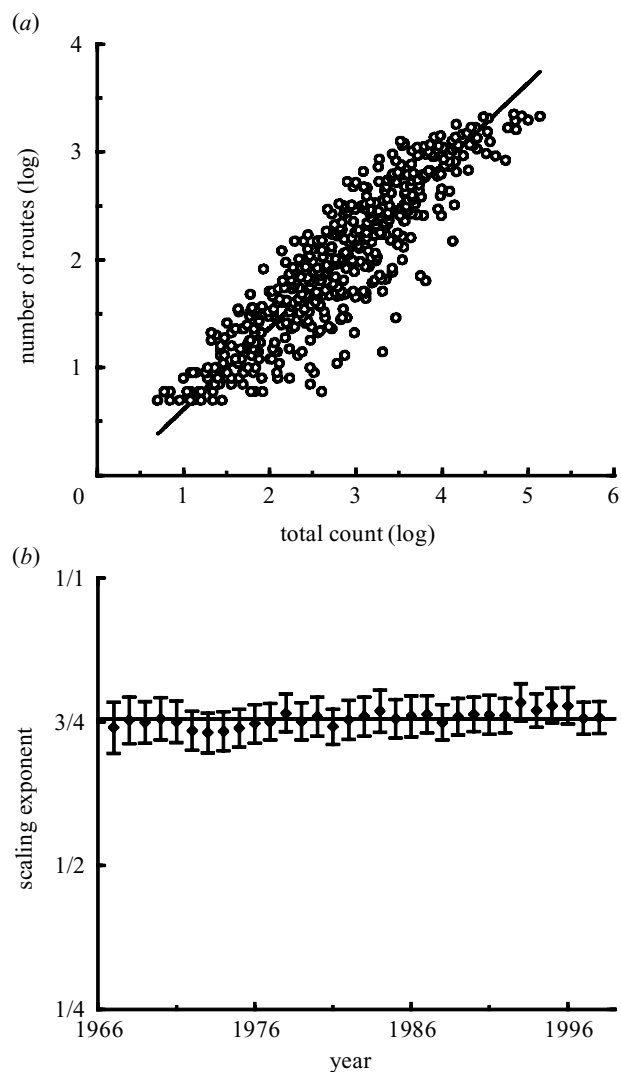 (a)
4
3
2
1
0
1 2 3 4 5 6
number of routes (log)
total count (log)
(b)
1/1
3/4
1/2
1/4
1966 1976 1986 1996
scaling exponent
year